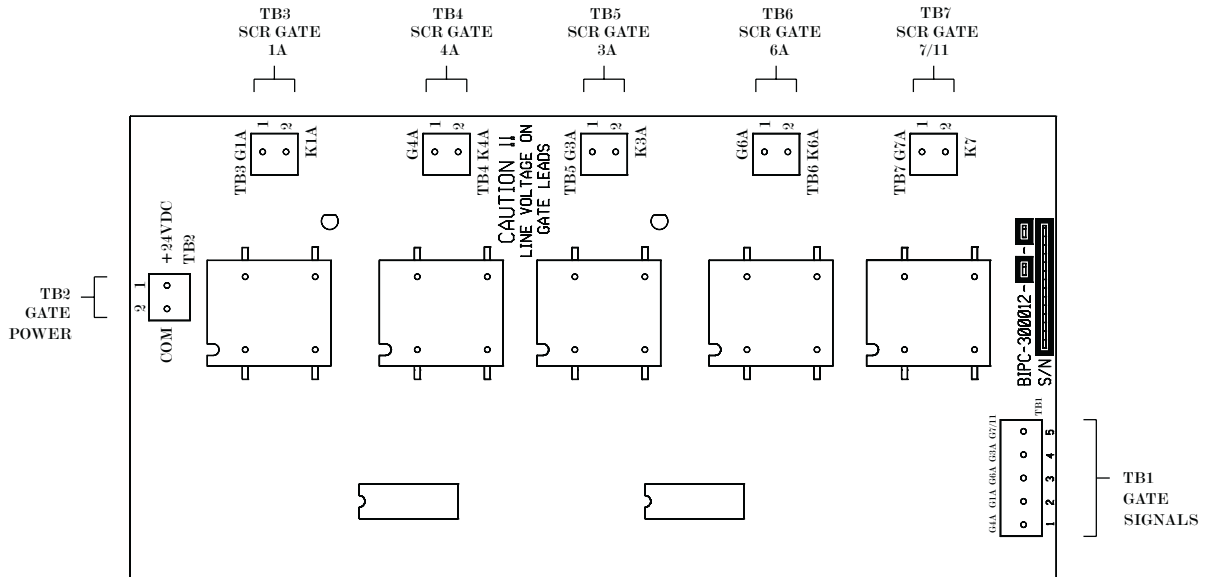 TB3
SCR GATE
1A
TB4
SCR GATE
4A
TB5
SCR GATE
3A
TB6
SCR GATE
6A
TB7
SCR GATE
7/11
TB3 G1A
1
2
K1A
G4A
1
2
TB4 K4A
TB5 G3A
1
2
K3A
G6A
1
2
TB6 K6A
TB7 G7A
1
2
K7
CAUTION !!
LINE VOLTAGE ON
GATE LEADS
+24VDC
TB2
1
2
COM
TB2
GATE
POWER
BIPC-300012- -
S/N
TB1
G4A G1A G6A G3A G7/11
1 2 3 4 5
TB1
GATE
SIGNALS